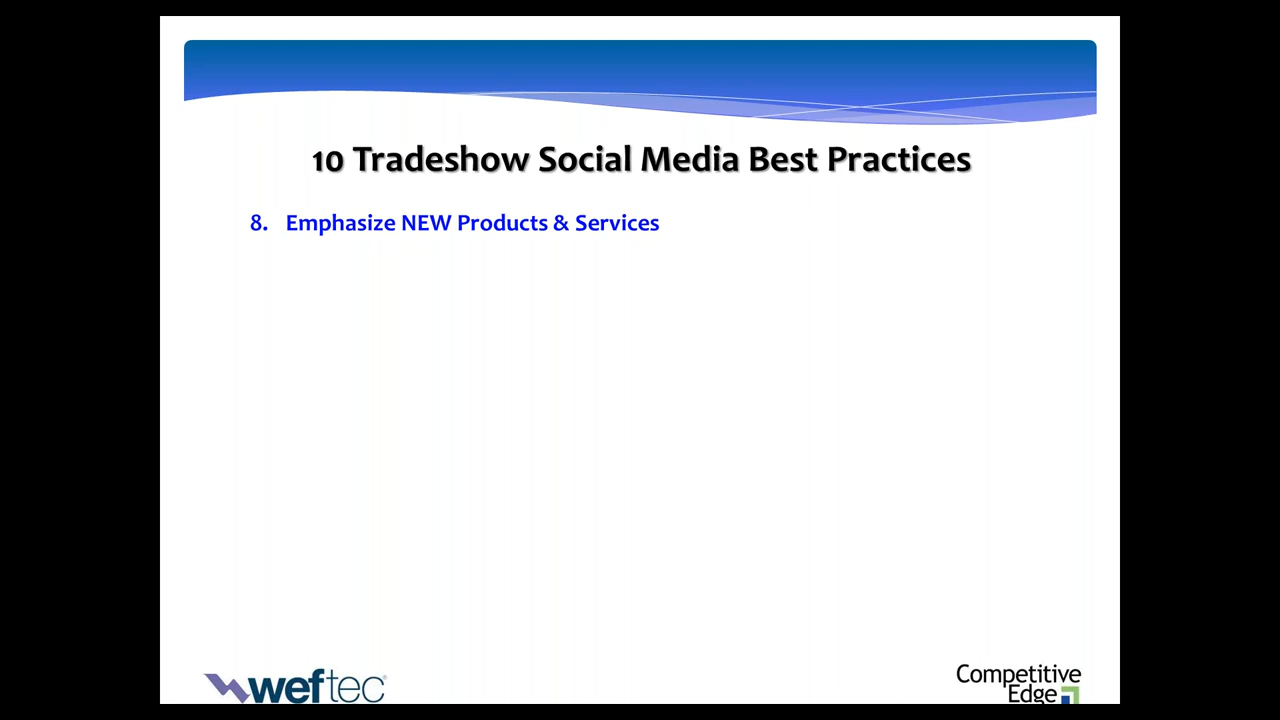 10 Tradeshow Social Media Best Practices
8. Emphasize NEW Products & Services
weftec®
Competitive
Edge